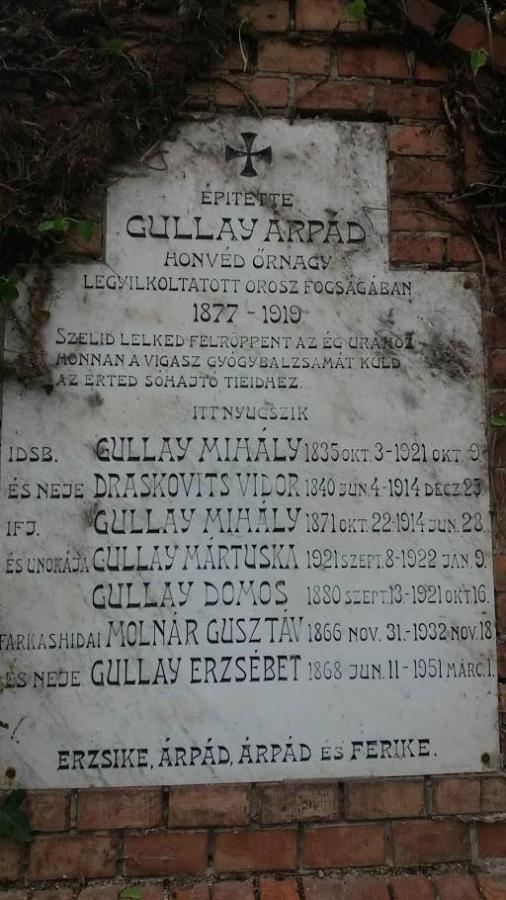 ÉPITETTE
GULLAY ÁRPÁD
HONVÉD ŐRNAGY
LEGYILKOLTATOTT OROSZ FOGSÁGÁBAN
1877 - 1919
SZELID LELKED FELRÖPPENT AZ ÉG URÁHOZ
HONNAN A VIGASZ GYÓGYBALZSAMÁT KÜLD
AZ ÉRTED SÓHAJTÓ TIEIDHEZ.
ITT NYUGSZIK
IDSB. GULLAY MIHÁLY 1835 OKT. 3-1921 OKT. 9.
ÉS NEJE DRASKOVITS VIDOR 1840 JUN. 4-1914 DECZ. 23.
IFJ. GULLAY MIHÁLY 1871 OKT. 22-1914 JUN. 28.
ÉS UNOKÁJA GULLAY MÁRTUSKA 1921 SZEPT. 8-1922 JAN. 9.
GULLAY DOMOS 1880 SZEPT. 13.-1921 OKT. 16.
FARKASHIDAI MOLNÁR GUSZTÁV 1866 NOV. 31.-1932 NOV. 18
ÉS NEJE GULLAY ERZSÉBET 1868 JUN. 11-1951 MÁRC. 1.
ERZSIKE, ÁRPÁD, ÁRPÁD ÉS FERIKE.